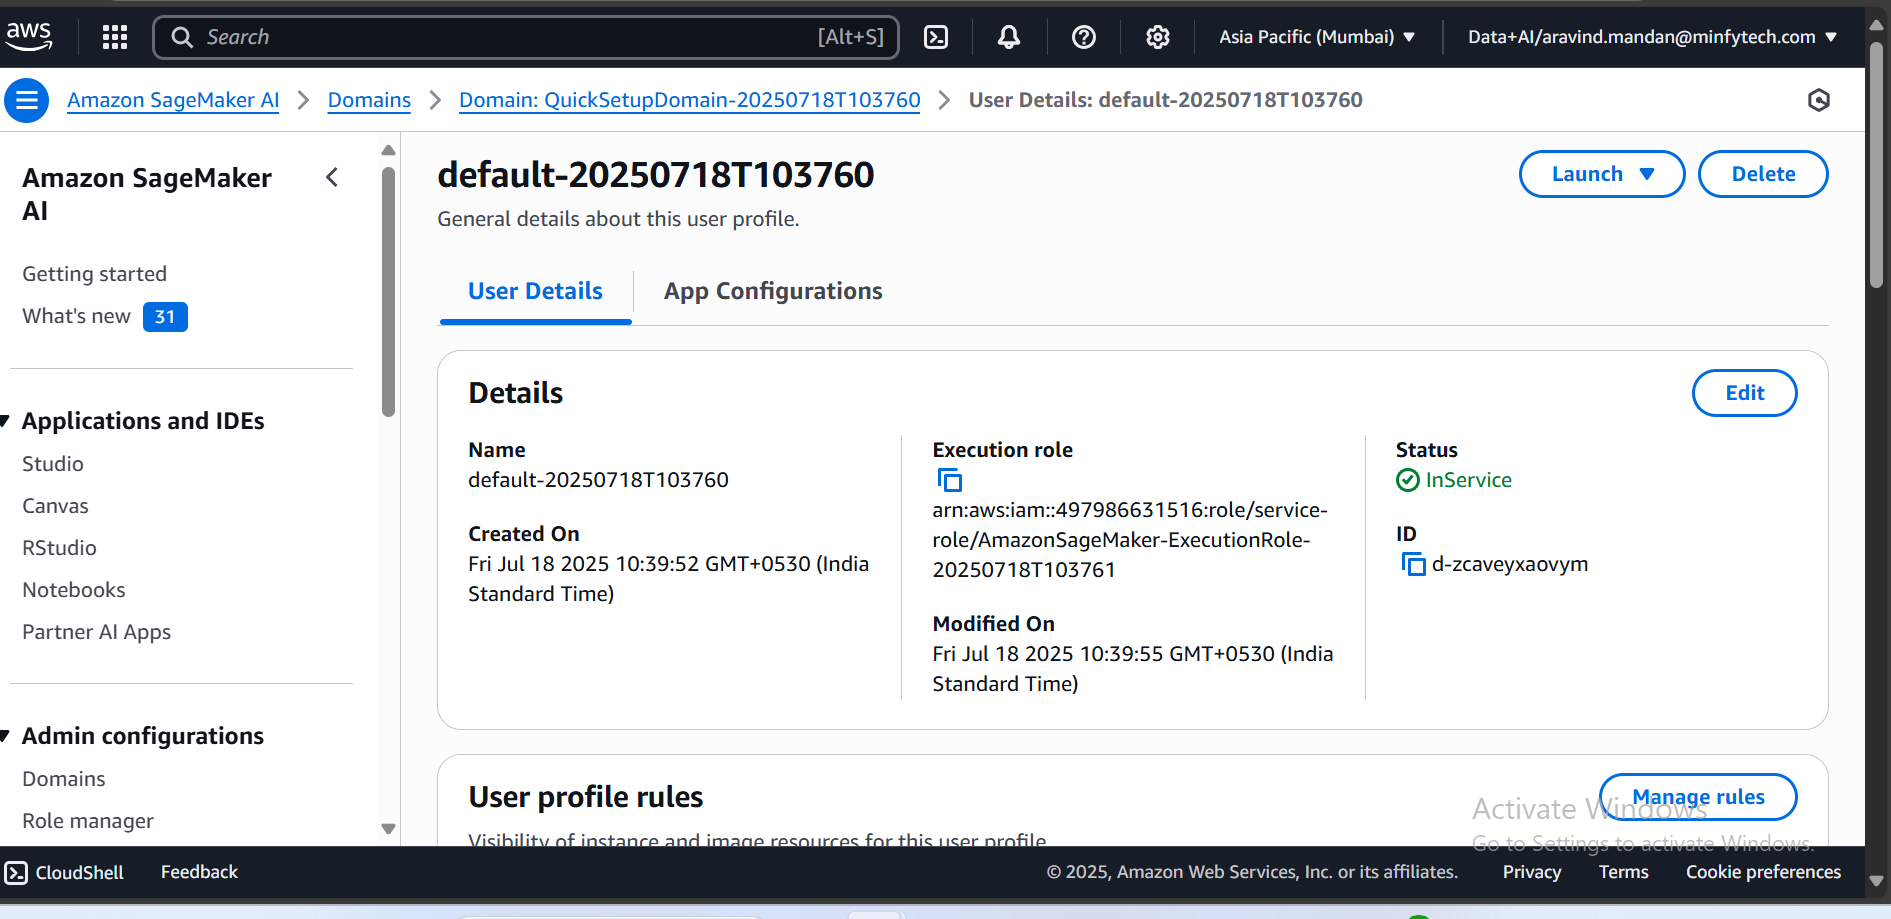 aws
Search [Alt+S]
Asia Pacific (Mumbai)
Data+AI/aravind.mandan@minfytech.com
Amazon SageMaker AI > Domains > Domain: QuickSetupDomain-20250718T103760 > User Details: default-20250718T103760
Amazon SageMaker
AI
Getting started
What's new 31
Applications and IDEs
Studio
Canvas
RStudio
Notebooks
Partner AI Apps
Admin configurations
Domains
Role manager
default-20250718T103760
General details about this user profile.
Launch
Delete
User Details
App Configurations
Details
Edit
Name
default-20250718T103760
Created On
Fri Jul 18 2025 10:39:52 GMT+0530 (India
Standard Time)
Execution role
arn:aws:iam::497986631516:role/service-
role/AmazonSageMaker-ExecutionRole-
20250718T103761
Modified On
Fri Jul 18 2025 10:39:55 GMT+0530 (India
Standard Time)
Status
InService
ID
d-zcaveyxaovym
User profile rules
Manage rules
Visibility of instance and image resources for this user profile
Activate Windows
Go to Settings to activate Windows.
CloudShell
Feedback
© 2025, Amazon Web Services, Inc. or its affiliates.
Privacy
Terms
Cookie preferences